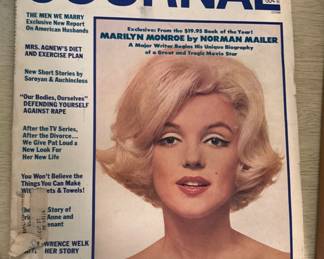 JOURNAL
THE MEN WE MARRY
Exclusive New Report
On American Husbands
MRS. AGNEW'S DIET
AND EXERCISE PLAN
New Short Stories by
Saroyan & Auchincloss
"Our Bodies, Ourselves"
DEFENDING YOURSELF
AGAINST RAPE
After the TV Series,
After the Divorce...
We Give Pat Loud a
New Look For
Her New Life
You Won't Believe the
Things You Can Make
With Sheets & Towels!
Story of
Anne and
tenant
LAWRENCE WELK
HER STORY
Exclusive: From the $19.95 Book of the Year!
MARILYN MONROE by NORMAN MAILER
A Major Writer Begins His Unique Biography
of a Great and Tragic Movie Star